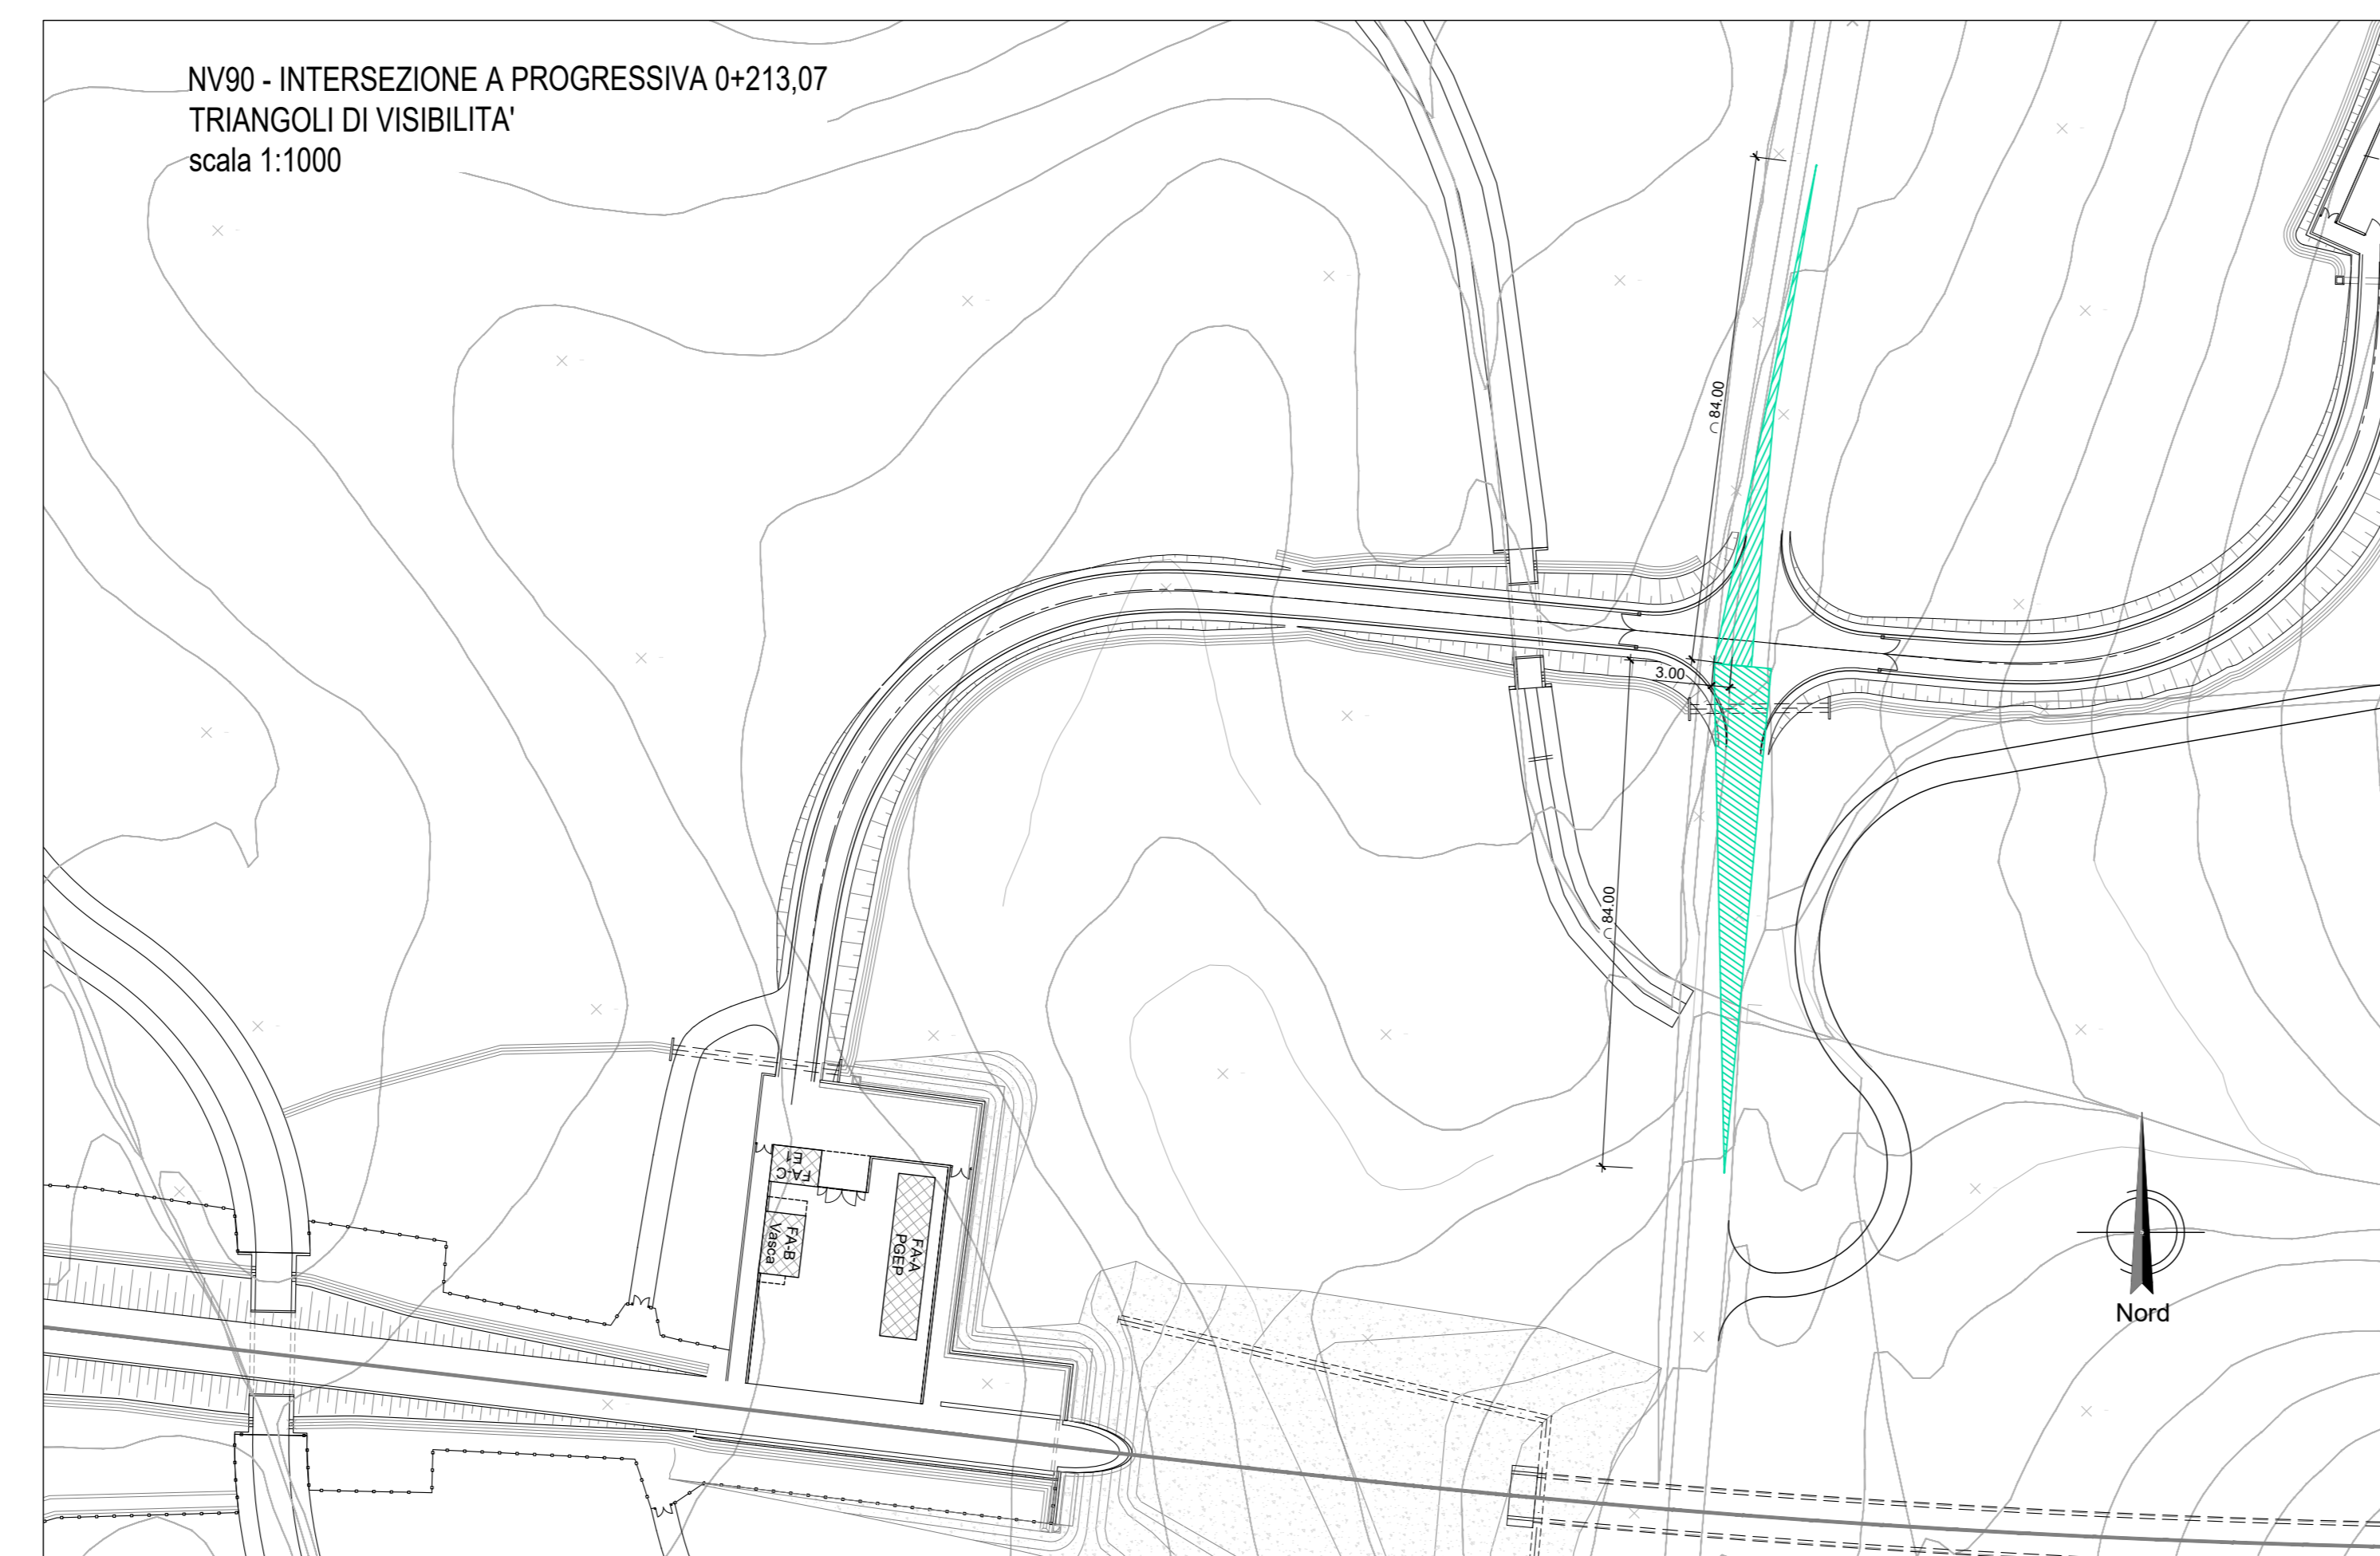 NV90 - INTERSEZIONE A PROGRESSIVA 0+213,07
TRIANGOLI DI VISIBILITA'
scala 1:1000
84.00
3.00
84.00
FA-C
E1
FA-B
Vasca
FA-A
PGEP
Nord